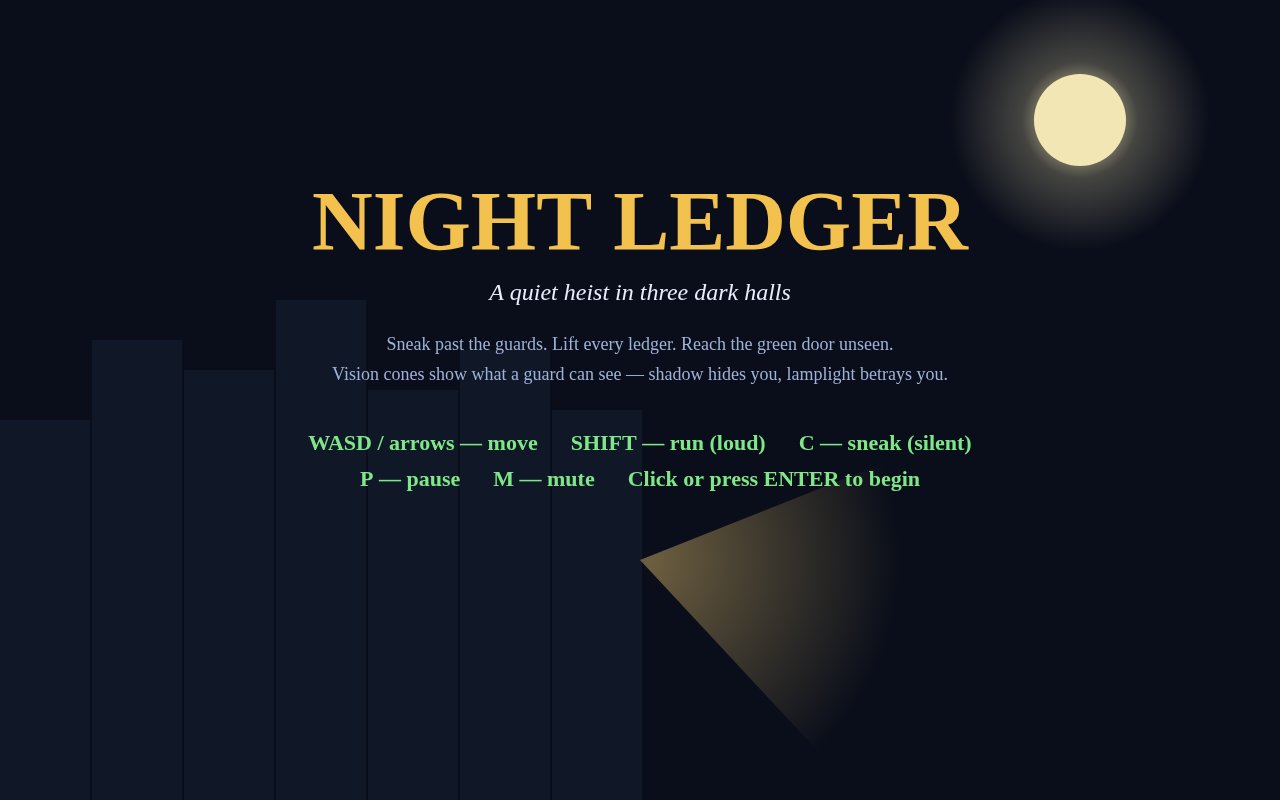 NIGHT LEDGER
A quiet heist in three dark halls
Sneak past the guards. Lift every ledger. Reach the green door unseen.
Vision cones show what a guard can see — shadow hides you, lamplight betrays you.
WASD / arrows — move SHIFT — run (loud) C — sneak (silent)
P — pause M — mute Click or press ENTER to begin